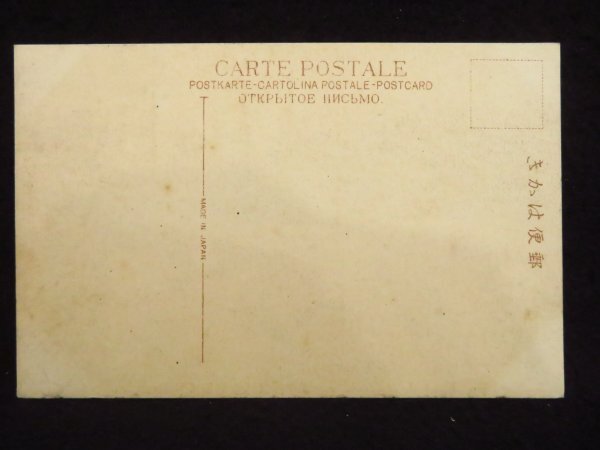 CARTE POSTALE
POSTKARTE-CARTOLINA POSTALE-POSTCARD
ОТКРЫТОЕ ПИСЬМО.
MADE IN JAPAN
きかは便郵